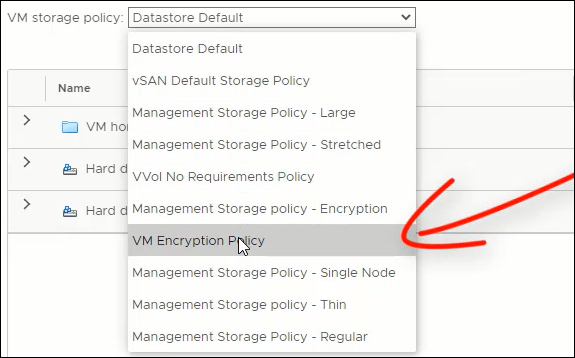 VM storage policy: Datastore Default
Datastore Default
vSAN Default Storage Policy
Name
Management Storage Policy - Large
VM ho
Management Storage Policy - Stretched
Hard d
VVol No Requirements Policy
Management Storage policy - Encryption
Hard d
VM Encryption Policy
Management Storage Policy - Single Node
Management Storage policy - Thin
Management Storage Policy - Regular